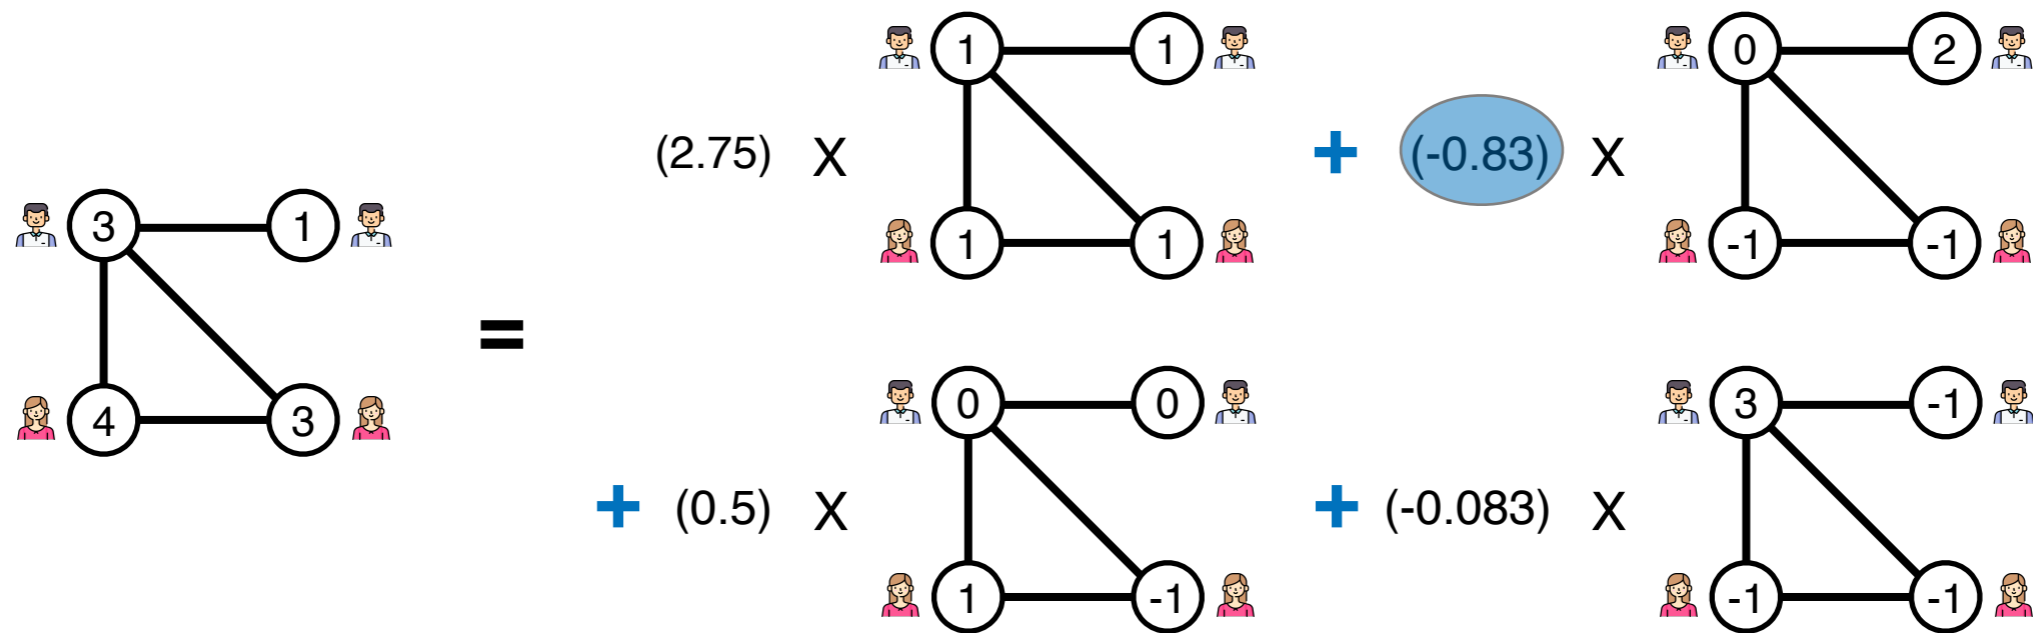 1 1 0 2
(2.75) X + (-0.83) X
3 1
1 1 -1 -1
=
4 3
0 0 3 -1
+ (0.5) X + (-0.083) X
1 -1 -1 -1